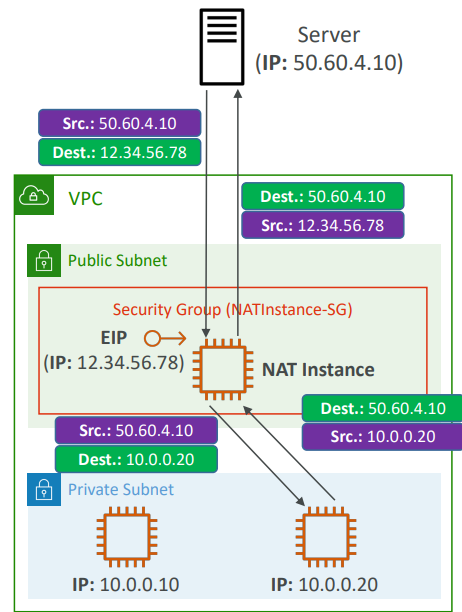 Server
(IP: 50.60.4.10)
Src.: 50.60.4.10
Dest.: 12.34.56.78
VPC
Dest.: 50.60.4.10
Src.: 12.34.56.78
Public Subnet
Security Group (NATInstance-SG)
EIP
(IP: 12.34.56.78)
NAT Instance
Dest.: 50.60.4.10
Src.: 10.0.0.20
Src.: 50.60.4.10
Dest.: 10.0.0.20
Private Subnet
IP: 10.0.0.10
IP: 10.0.0.20